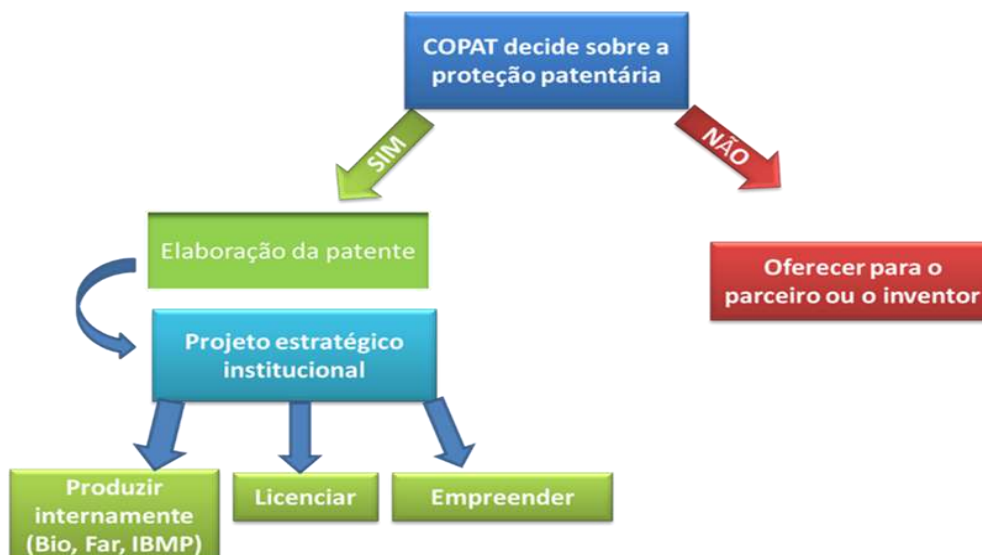 COPAT decide sobre a
proteção patentária
SIM
NÃO
Elaboração da patente
Oferecer para o
parceiro ou o inventor
Projeto estratégico
institucional
Produzir
internamente
(Bio, Far, IBMP)
Licenciar
Empreender